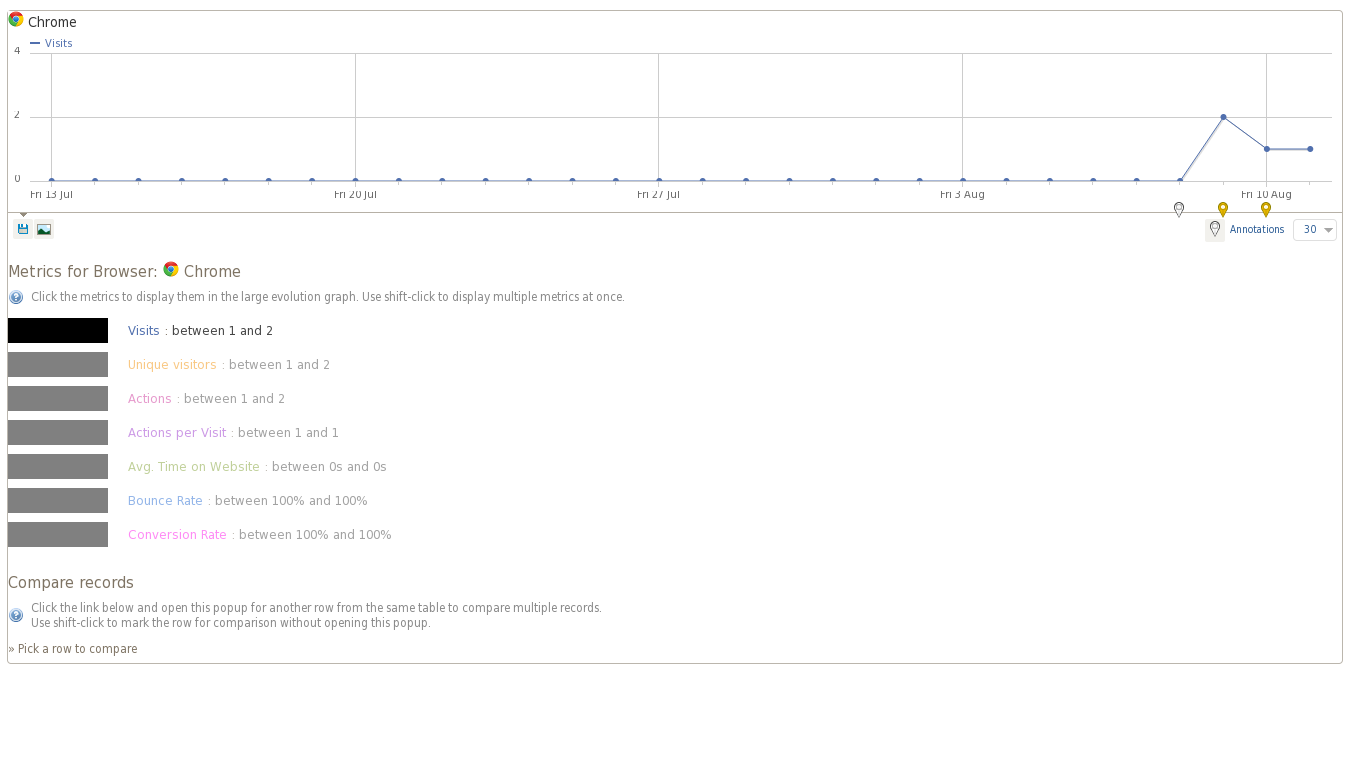 Chrome
Visits
4
2
0
Fri 13 Jul Fri 20 Jul Fri 27 Jul Fri 3 Aug Fri 10 Aug
Annotations 30
Metrics for Browser: Chrome
Click the metrics to display them in the large evolution graph. Use shift-click to display multiple metrics at once.
Visits : between 1 and 2
Unique visitors : between 1 and 2
Actions : between 1 and 2
Actions per Visit : between 1 and 1
Avg. Time on Website : between 0s and 0s
Bounce Rate : between 100% and 100%
Conversion Rate : between 100% and 100%
Compare records
Click the link below and open this popup for another row from the same table to compare multiple records.
Use shift-click to mark the row for comparison without opening this popup.
» Pick a row to compare